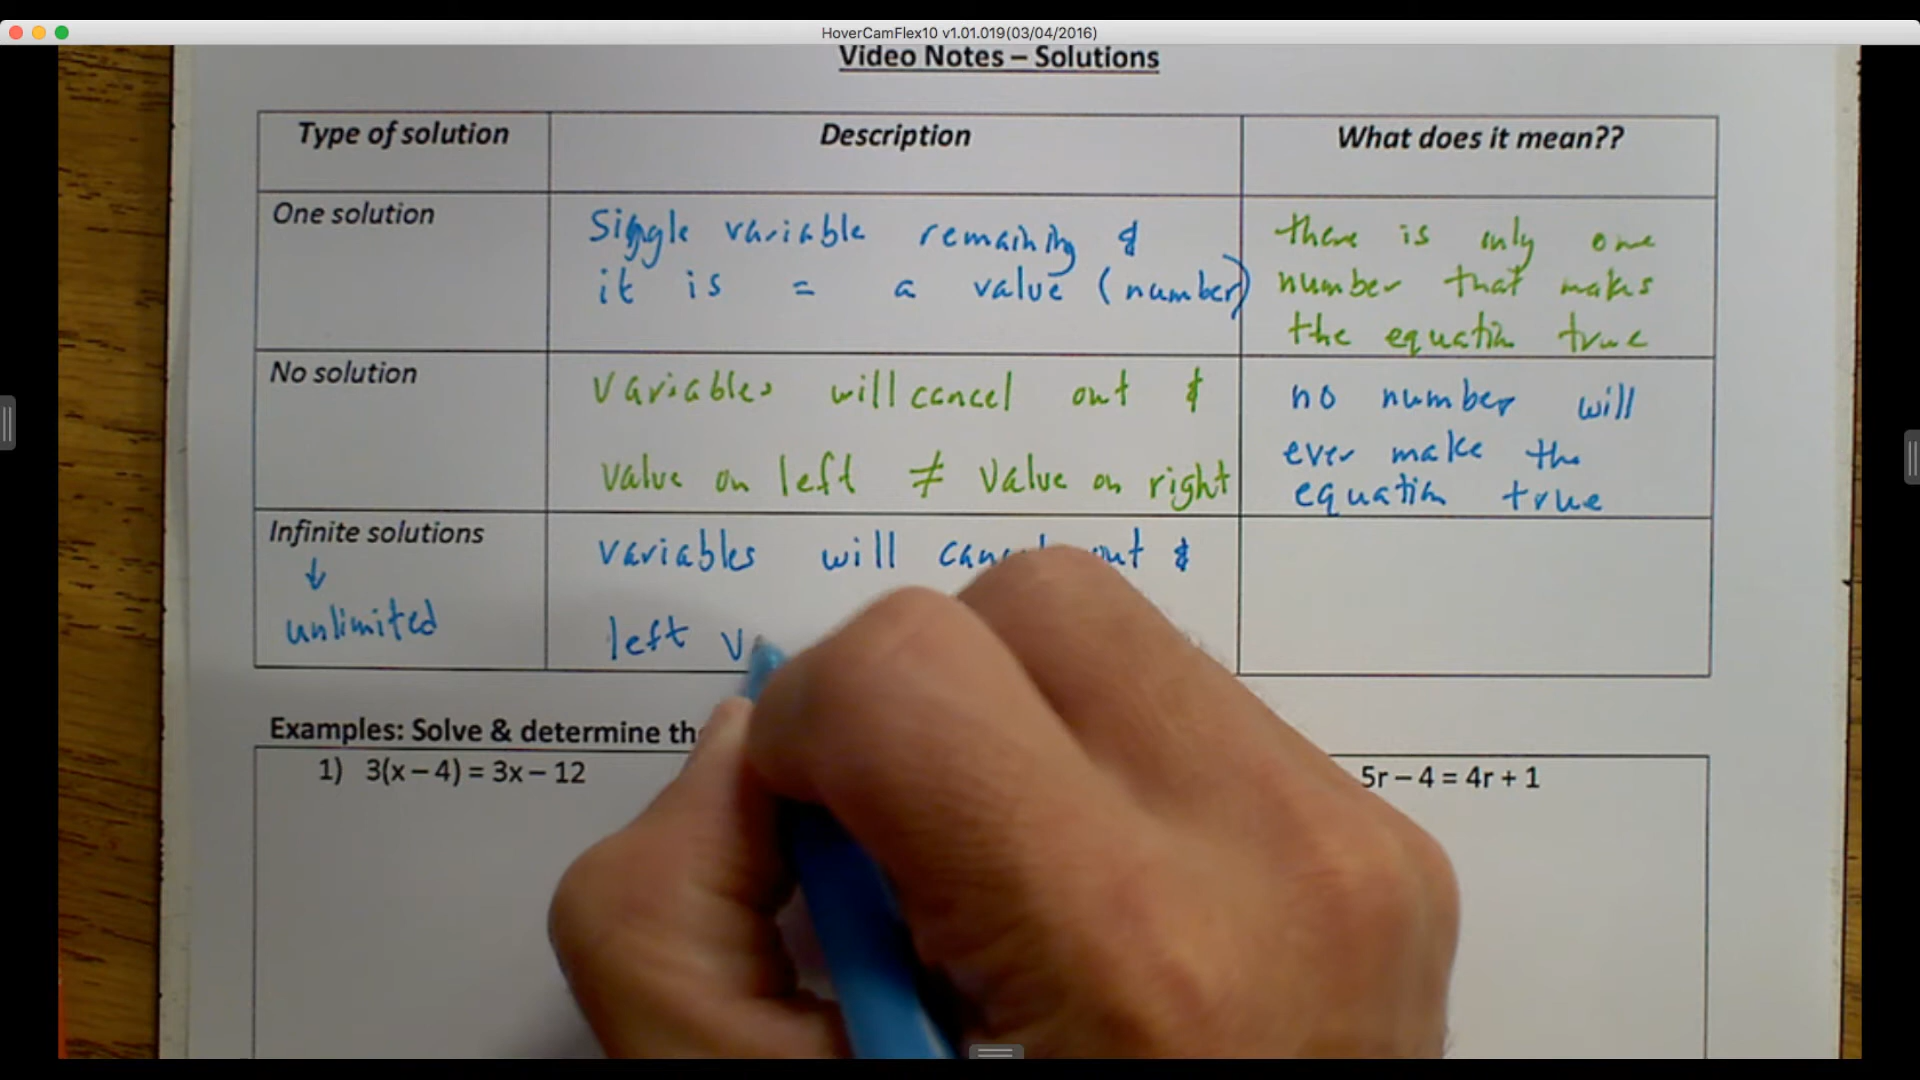 HoverCamFlex10 v1.01.019(03/04/2016)
Video Notes – Solutions
Type of solution
Description
What does it mean??
One solution
Single variable remaining &
it is = a value (number)
there is only one
number that makes
the equation true
No solution
Variables will cancel out &
value on left ≠ value on right
no number will
ever make the
equation true
Infinite solutions
↓
unlimited
variables will cancel out &
left v
Examples: Solve & determine the
1) 3(x – 4) = 3x – 12
5r – 4 = 4r + 1